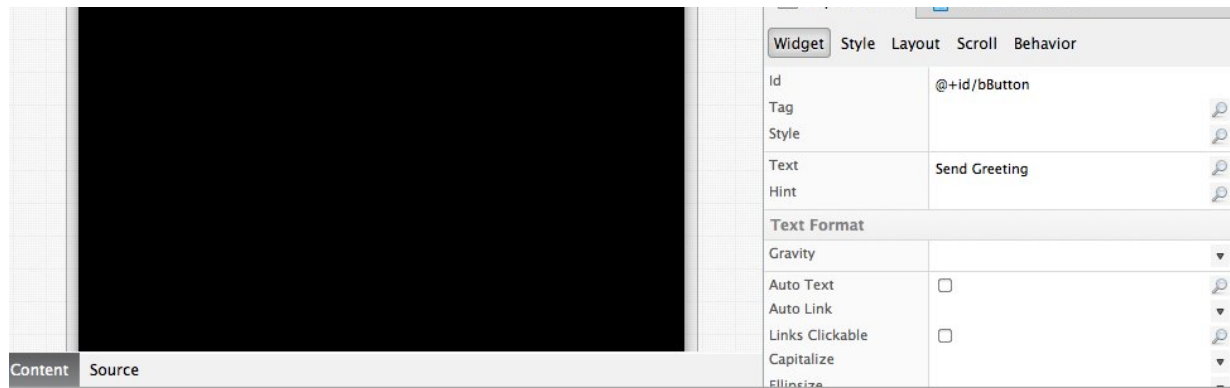 Widget Style Layout Scroll Behavior
Id @+id/bButton
Tag
Style
Text Send Greeting
Hint
Text Format
Gravity
Auto Text
Auto Link
Links Clickable
Capitalize
Ellipsize
Content Source